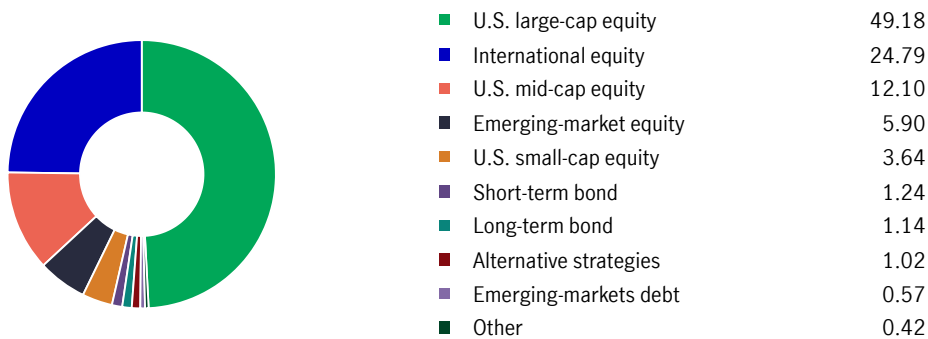 U.S. large-cap equity 49.18
International equity 24.79
U.S. mid-cap equity 12.10
Emerging-market equity 5.90
U.S. small-cap equity 3.64
Short-term bond 1.24
Long-term bond 1.14
Alternative strategies 1.02
Emerging-markets debt 0.57
Other 0.42